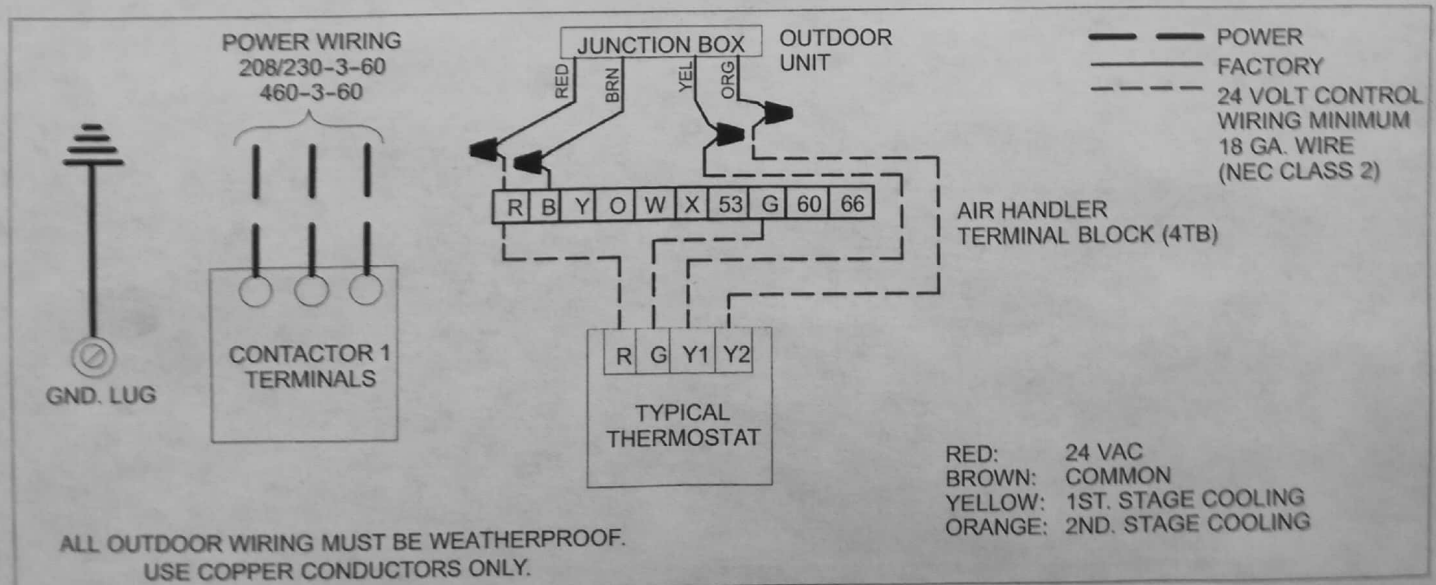 POWER WIRING
208/230-3-60
460-3-60
JUNCTION BOX
OUTDOOR
UNIT
RED
BRN
YEL
ORG
POWER
FACTORY
24 VOLT CONTROL
WIRING MINIMUM
18 GA. WIRE
(NEC CLASS 2)
R B Y O W X 53 G 60 66
AIR HANDLER
TERMINAL BLOCK (4TB)
GND. LUG
CONTACTOR 1
TERMINALS
R G Y1 Y2
TYPICAL
THERMOSTAT
RED: 24 VAC
BROWN: COMMON
YELLOW: 1ST. STAGE COOLING
ORANGE: 2ND. STAGE COOLING
ALL OUTDOOR WIRING MUST BE WEATHERPROOF.
USE COPPER CONDUCTORS ONLY.